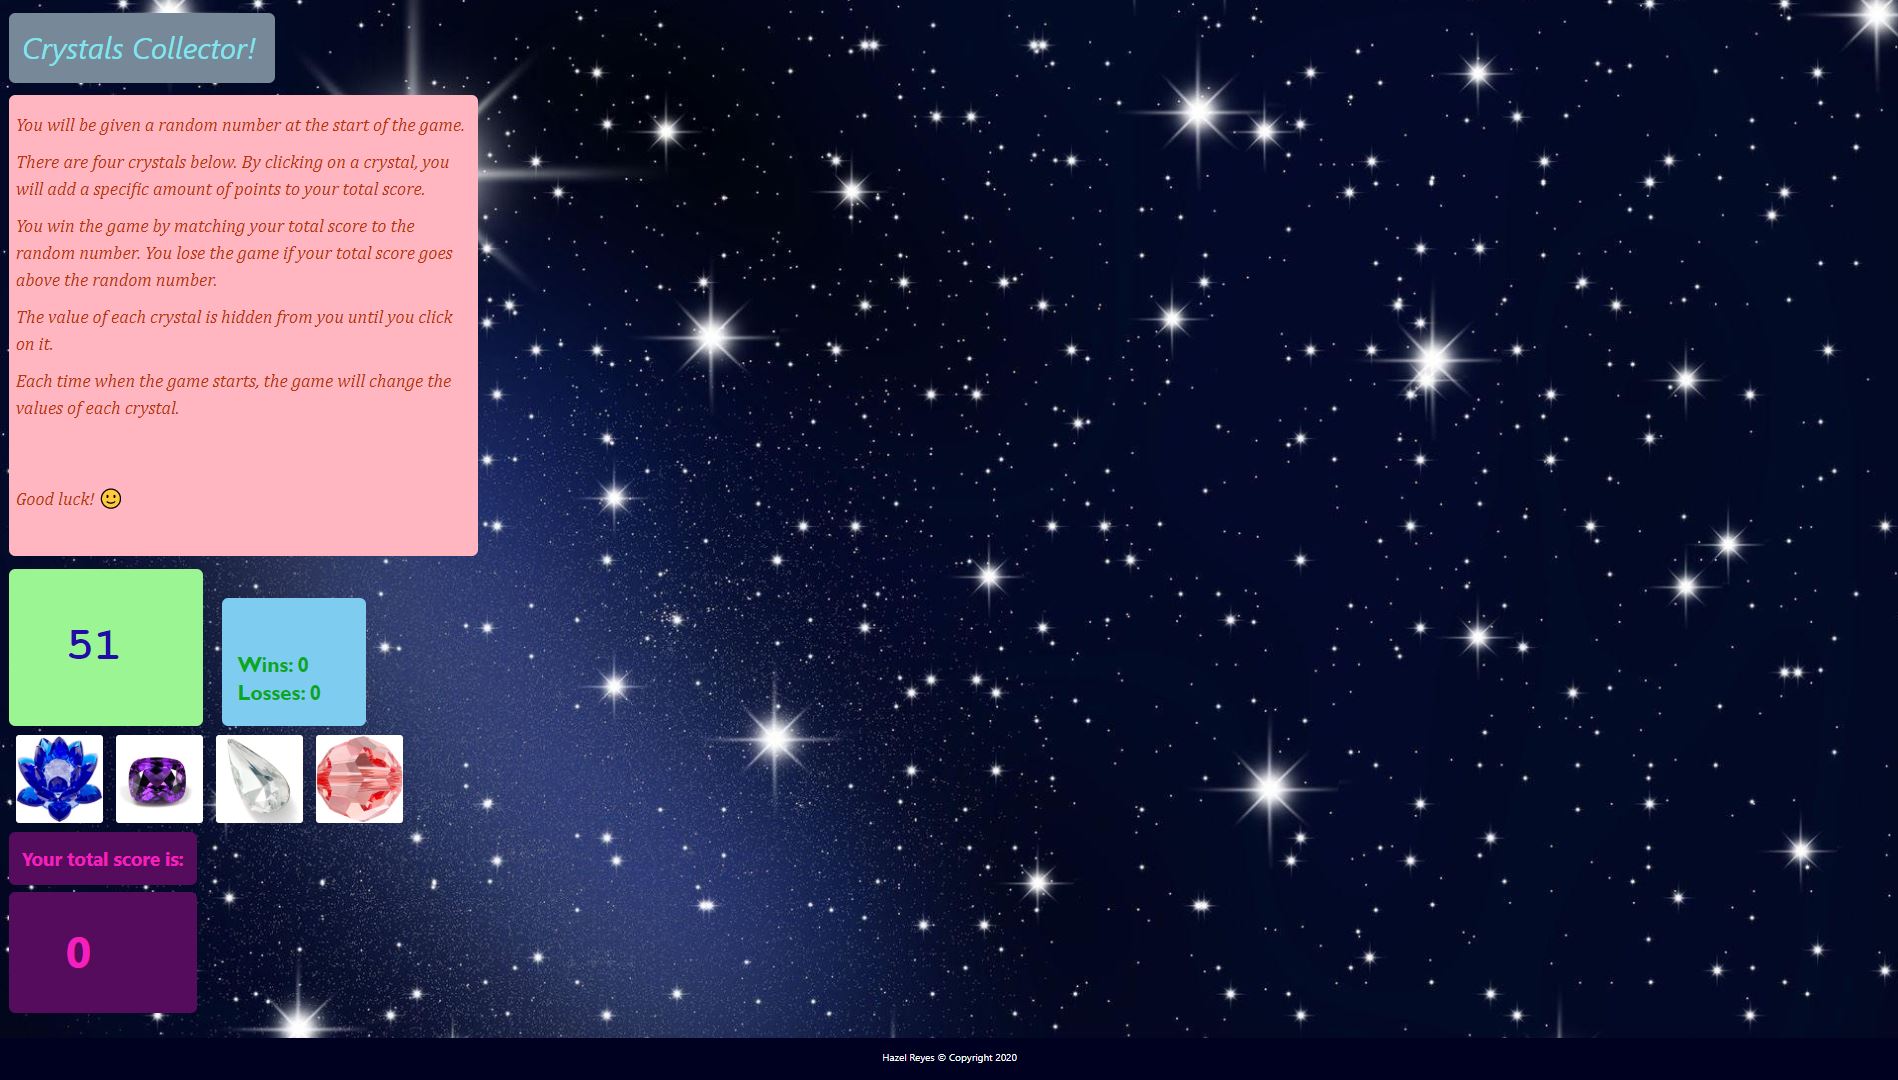 Crystals Collector!
You will be given a random number at the start of the game.
There are four crystals below. By clicking on a crystal, you
will add a specific amount of points to your total score.
You win the game by matching your total score to the
random number. You lose the game if your total score goes
above the random number.
The value of each crystal is hidden from you until you click
on it.
Each time when the game starts, the game will change the
values of each crystal.
Good luck! 🙂
51
Wins: 0
Losses: 0
Your total score is:
0
Hazel Reyes © Copyright 2020